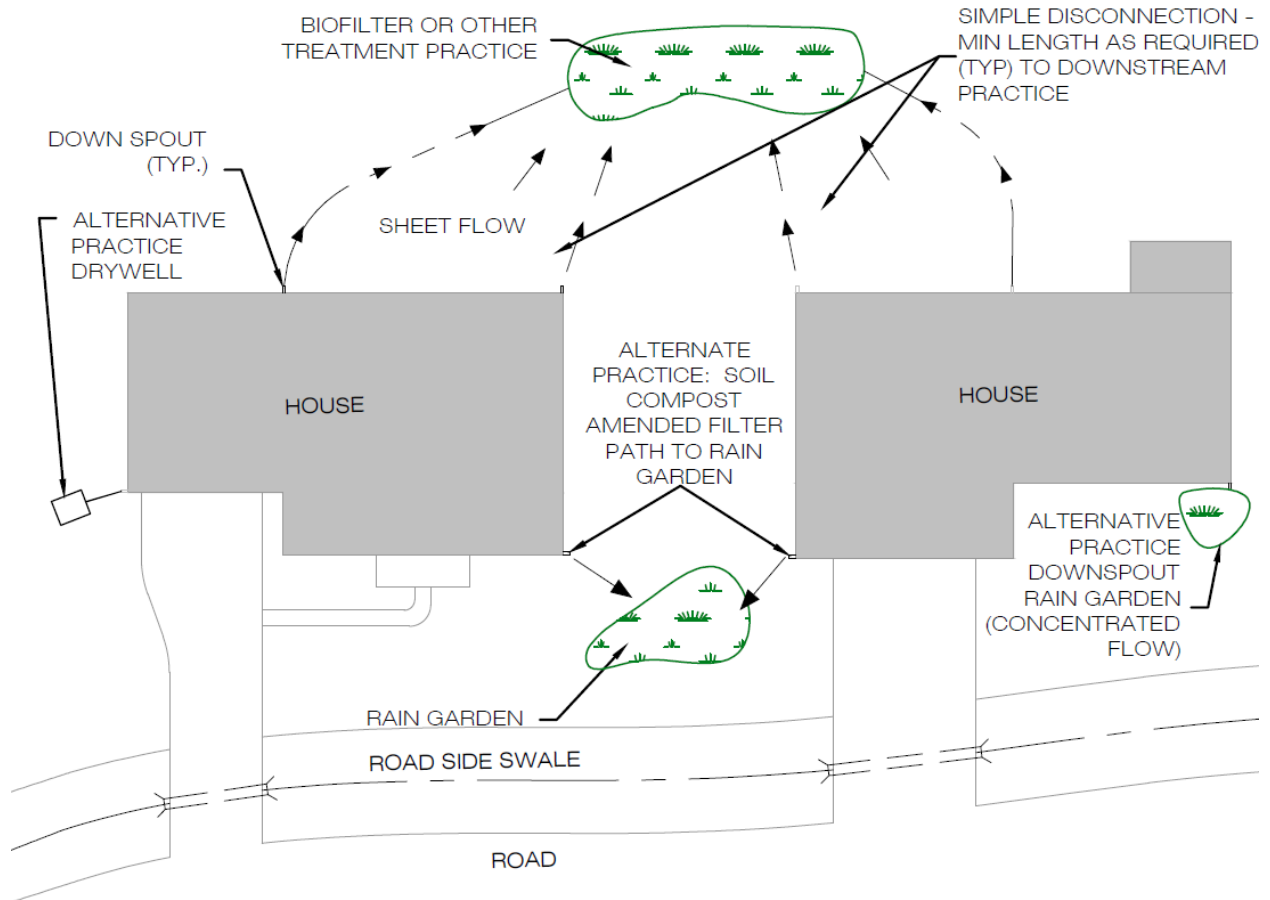 BIOFILTER OR OTHER
TREATMENT PRACTICE
SIMPLE DISCONNECTION -
MIN LENGTH AS REQUIRED
(TYP) TO DOWNSTREAM
PRACTICE
DOWN SPOUT
(TYP.)
ALTERNATIVE
PRACTICE
DRYWELL
SHEET FLOW
HOUSE
ALTERNATE
PRACTICE: SOIL
COMPOST
AMENDED FILTER
PATH TO RAIN
GARDEN
HOUSE
ALTERNATIVE
PRACTICE
DOWNSPOUT
RAIN GARDEN
(CONCENTRATED
FLOW)
RAIN GARDEN
ROAD SIDE SWALE
ROAD